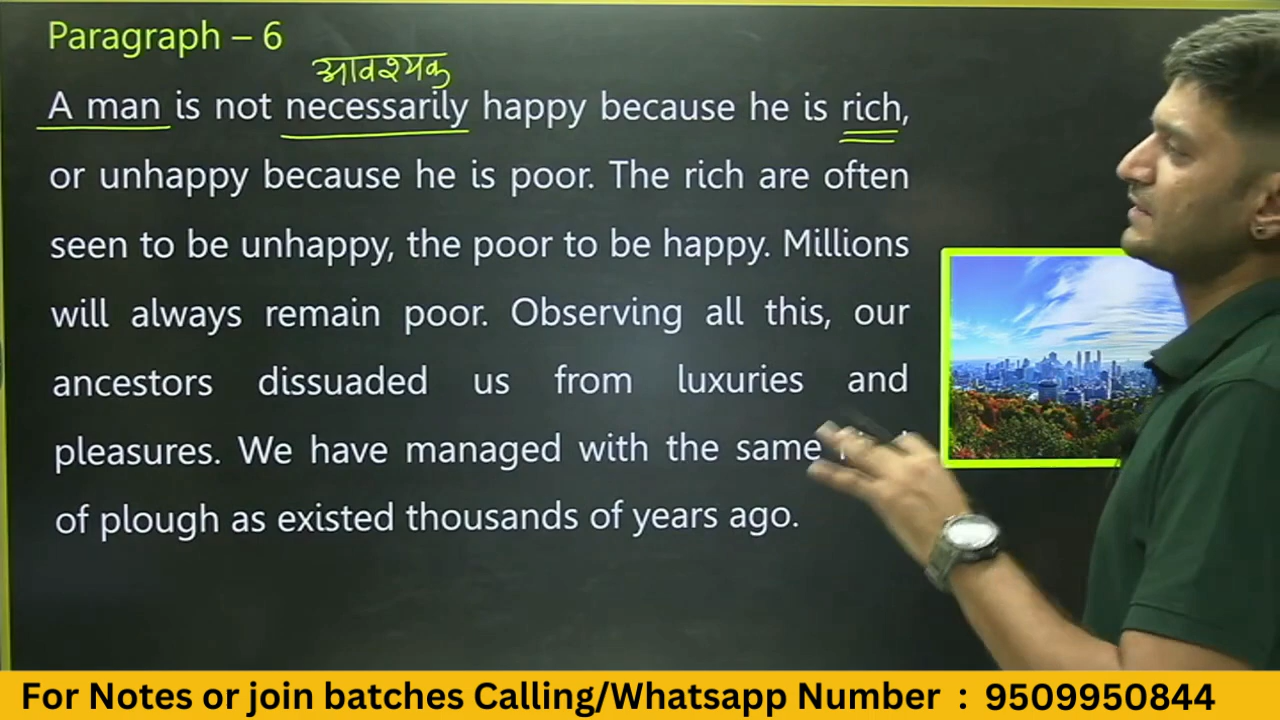 Paragraph – 6
आवश्यक
A man is not necessarily happy because he is rich,
or unhappy because he is poor. The rich are often
seen to be unhappy, the poor to be happy. Millions
will always remain poor. Observing all this, our
ancestors dissuaded us from luxuries and
pleasures. We have managed with the same
of plough as existed thousands of years ago.
For Notes or join batches Calling/Whatsapp Number : 9509950844